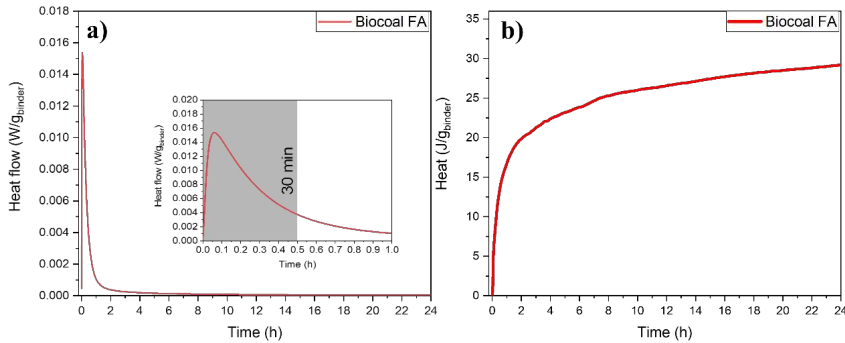 a)
Biocoal FA
Heat flow (W/g_binder)
0.018
0.016
0.014
0.012
0.010
0.008
0.006
0.004
0.002
0.000
0 2 4 6 8 10 12 14 16 18 20 22 24
Time (h)
Heat flow (W/g_binder)
0.020
0.018
0.016
0.014
0.012
0.010
0.008
0.006
0.004
0.002
0.000
30 min
0.0 0.1 0.2 0.3 0.4 0.5 0.6 0.7 0.8 0.9 1.0
Time (h)
b)
Biocoal FA
Heat (J/g_binder)
35
30
25
20
15
10
5
0
0 2 4 6 8 10 12 14 16 18 20 22 24
Time (h)